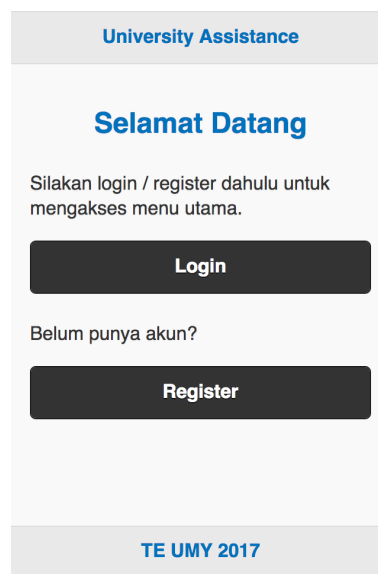 University Assistance
Selamat Datang
Silakan login / register dahulu untuk
mengakses menu utama.
Login
Belum punya akun?
Register
TE UMY 2017